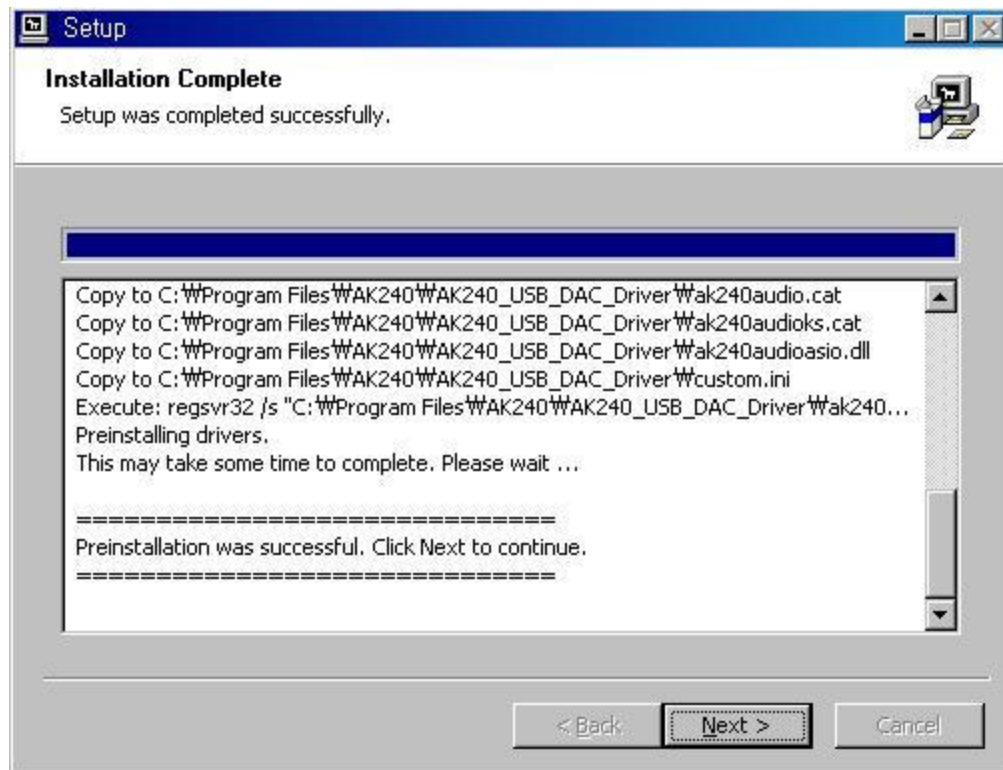 Setup
Installation Complete
Setup was completed successfully.
Copy to C:₩Program Files₩AK240₩AK240_USB_DAC_Driver₩ak240audio.cat
Copy to C:₩Program Files₩AK240₩AK240_USB_DAC_Driver₩ak240audioks.cat
Copy to C:₩Program Files₩AK240₩AK240_USB_DAC_Driver₩ak240audioasio.dll
Copy to C:₩Program Files₩AK240₩AK240_USB_DAC_Driver₩custom.ini
Execute: regsvr32 /s "C:₩Program Files₩AK240₩AK240_USB_DAC_Driver₩ak240...
Preinstalling drivers.
This may take some time to complete. Please wait ...
==============================
Preinstallation was successful. Click Next to continue.
==============================
< Back Next > Cancel